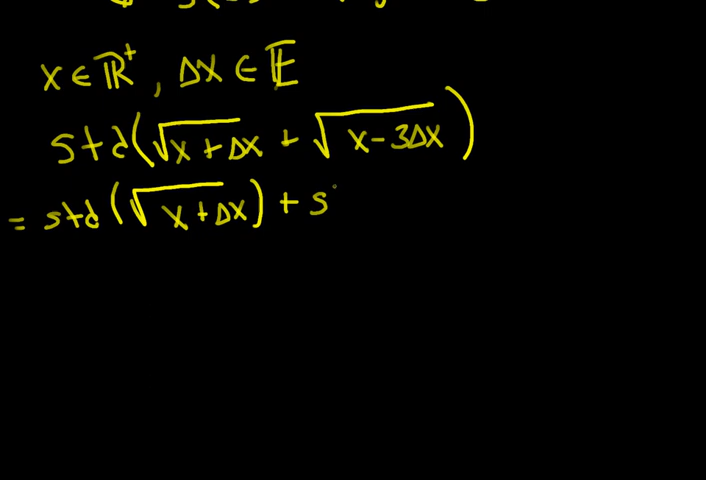 x ∈ ℝ⁺, Δx ∈ 𝔼
std(√(x + Δx) + √(x - 3Δx))
= std(√(x + Δx)) + s